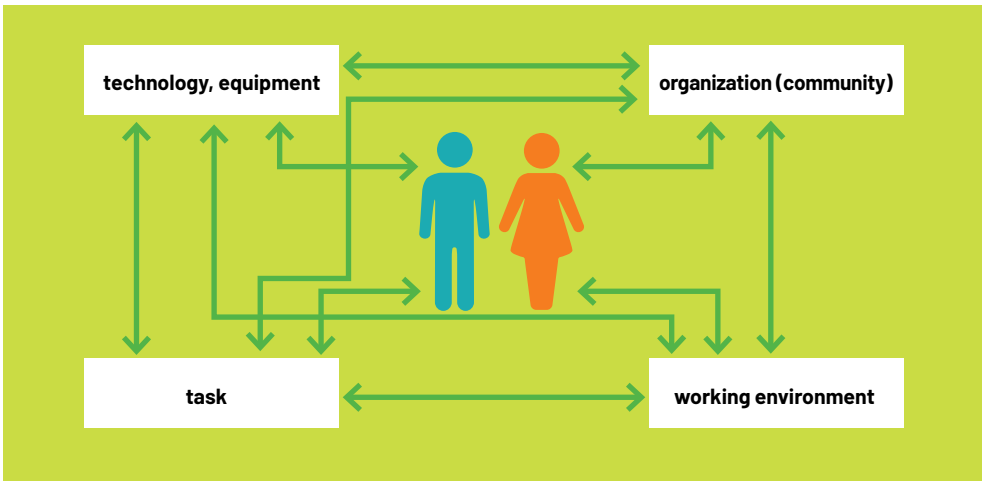 technology, equipment
organization (community)
task
working environment